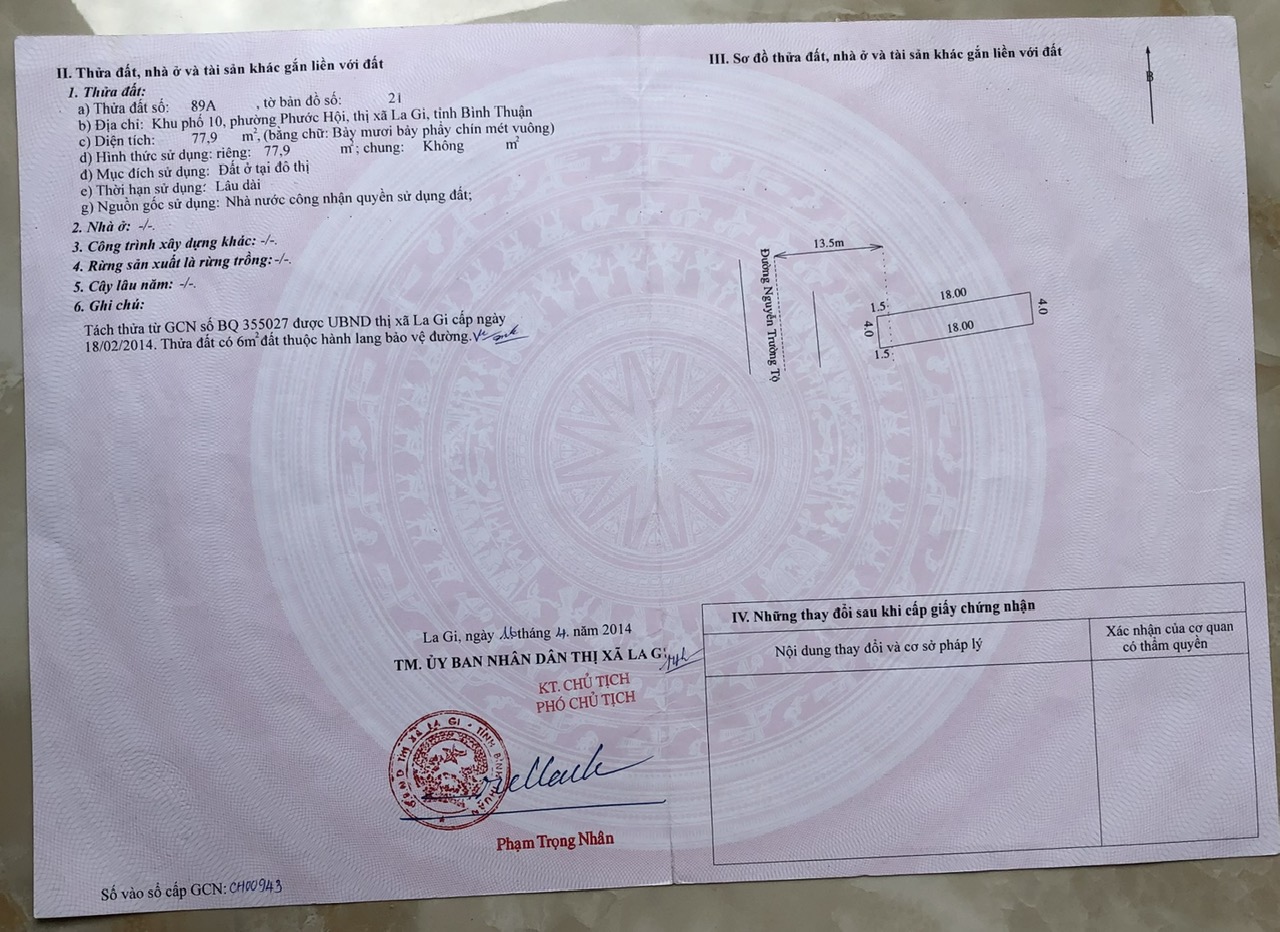 II. Thửa đất, nhà ở và tài sản khác gắn liền với đất
1. Thửa đất:
a) Thửa đất số: 89A , tờ bản đồ số: 21
b) Địa chỉ: Khu phố 10, phường Phước Hội, thị xã La Gi, tỉnh Bình Thuận
c) Diện tích: 77,9 m², (bằng chữ: Bảy mươi bảy phẩy chín mét vuông)
d) Hình thức sử dụng: riêng: 77,9 m²; chung: Không m²
đ) Mục đích sử dụng: Đất ở tại đô thị
e) Thời hạn sử dụng: Lâu dài
g) Nguồn gốc sử dụng: Nhà nước công nhận quyền sử dụng đất;
2. Nhà ở: -/-.
3. Công trình xây dựng khác: -/-.
4. Rừng sản xuất là rừng trồng: -/-.
5. Cây lâu năm: -/-.
6. Ghi chú:
Tách thửa từ GCN số BQ 355027 được UBND thị xã La Gi cấp ngày
18/02/2014. Thửa đất có 6m² đất thuộc hành lang bảo vệ đường.
La Gi, ngày 16 tháng 4. năm 2014
TM. ỦY BAN NHÂN DÂN THỊ XÃ LA GI
KT. CHỦ TỊCH
PHÓ CHỦ TỊCH
UBND THỊ XÃ LA GI - TỈNH BÌNH THUẬN
Phạm Trọng Nhân
Số vào sổ cấp GCN: CH00943
III. Sơ đồ thửa đất, nhà ở và tài sản khác gắn liền với đất
B
13.5m
Đường Nguyễn Trường Tộ
1.5
18.00
4.0
4.0
18.00
1.5
IV. Những thay đổi sau khi cấp giấy chứng nhận
Nội dung thay đổi và cơ sở pháp lý
Xác nhận của cơ quan
có thẩm quyền